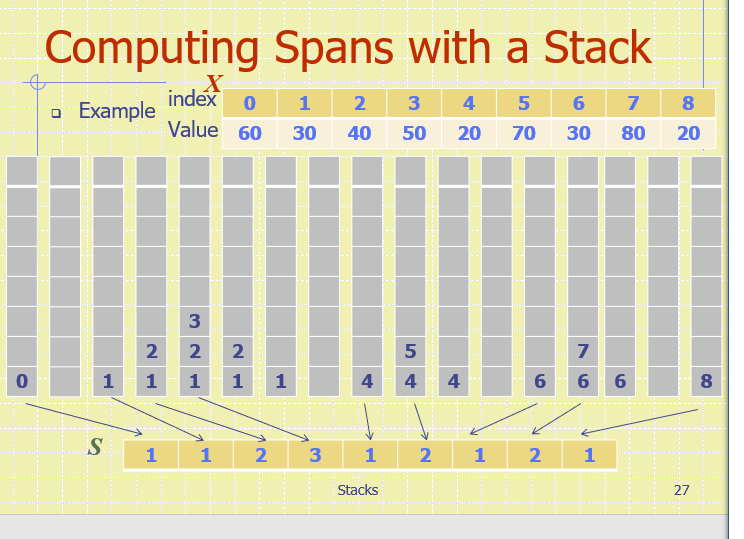 Computing Spans with a Stack
X
Example
index 0 1 2 3 4 5 6 7 8
Value 60 30 40 50 20 70 30 80 20
3
2 2 2 5 7
0 1 1 1 1 1 4 4 4 6 6 6 8
S 1 1 2 3 1 2 1 2 1
Stacks 27